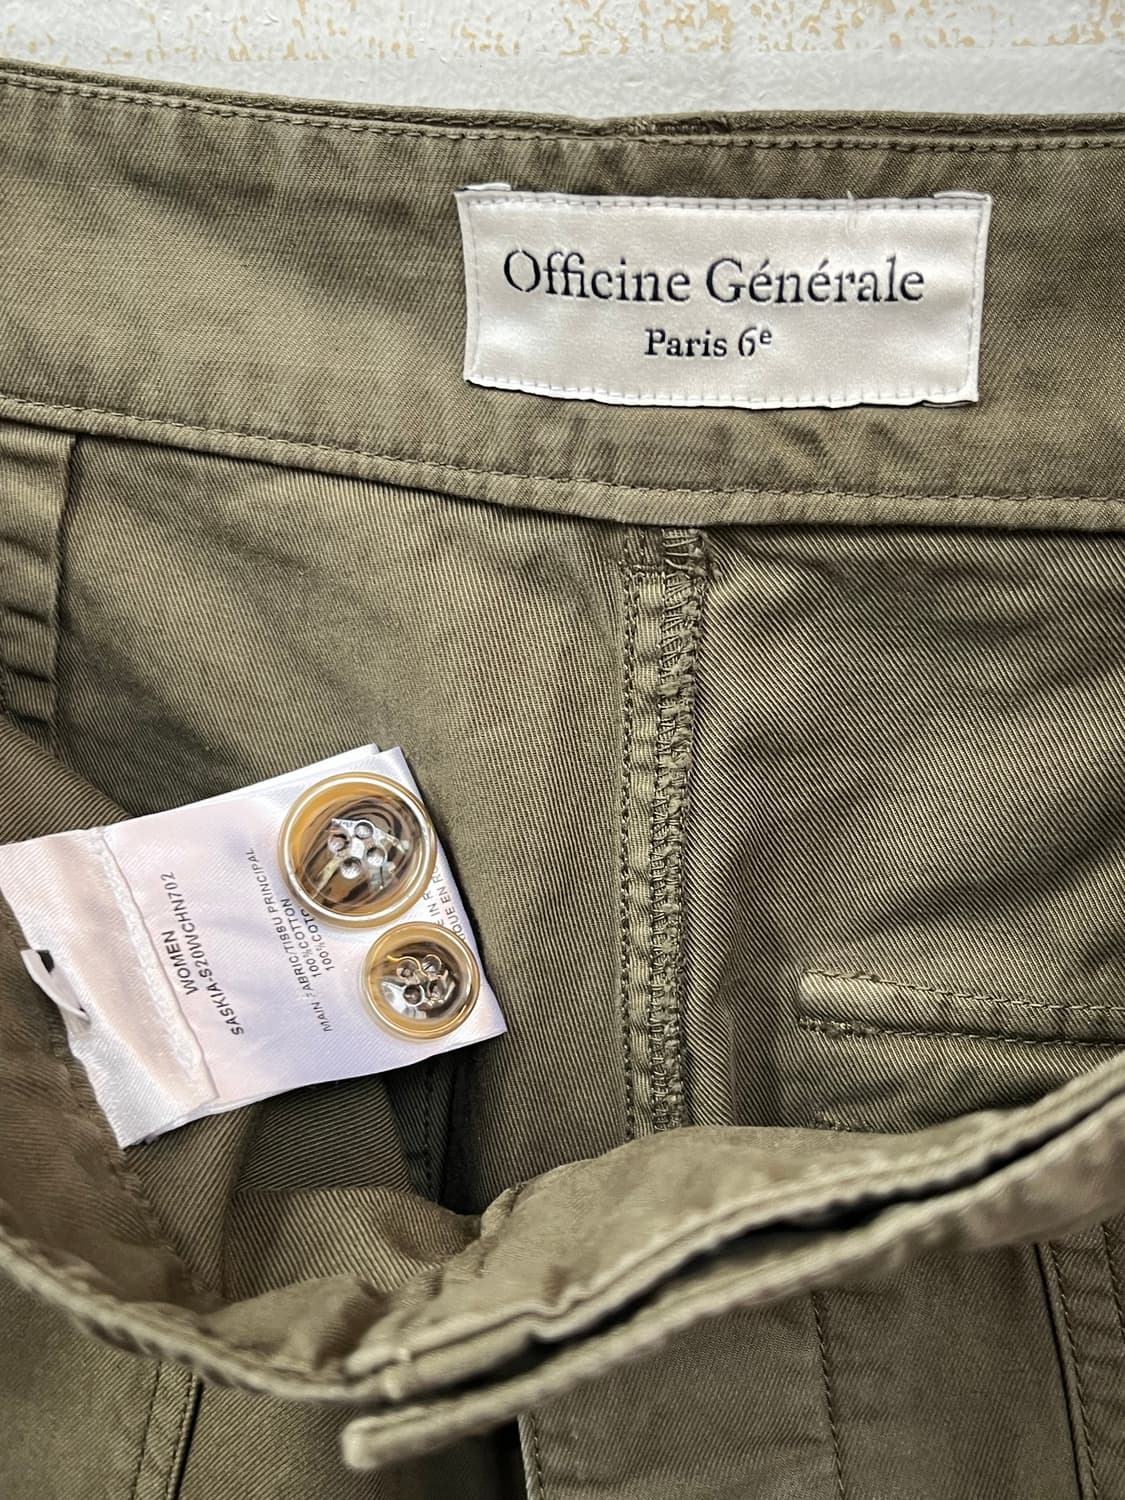 Officine Générale
Paris 6e
WOMEN
SASKIA-S20WCHN702
MAIN FABRIC/TISSU PRINCIPAL
100%COTTON